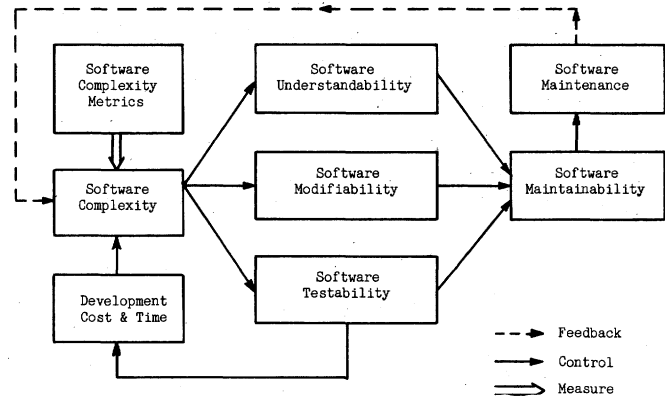 Software
Complexity
Metrics
Software
Understandability
Software
Maintenance
Software
Complexity
Software
Modifiability
Software
Maintainability
Development
Cost & Time
Software
Testability
Feedback
Control
Measure